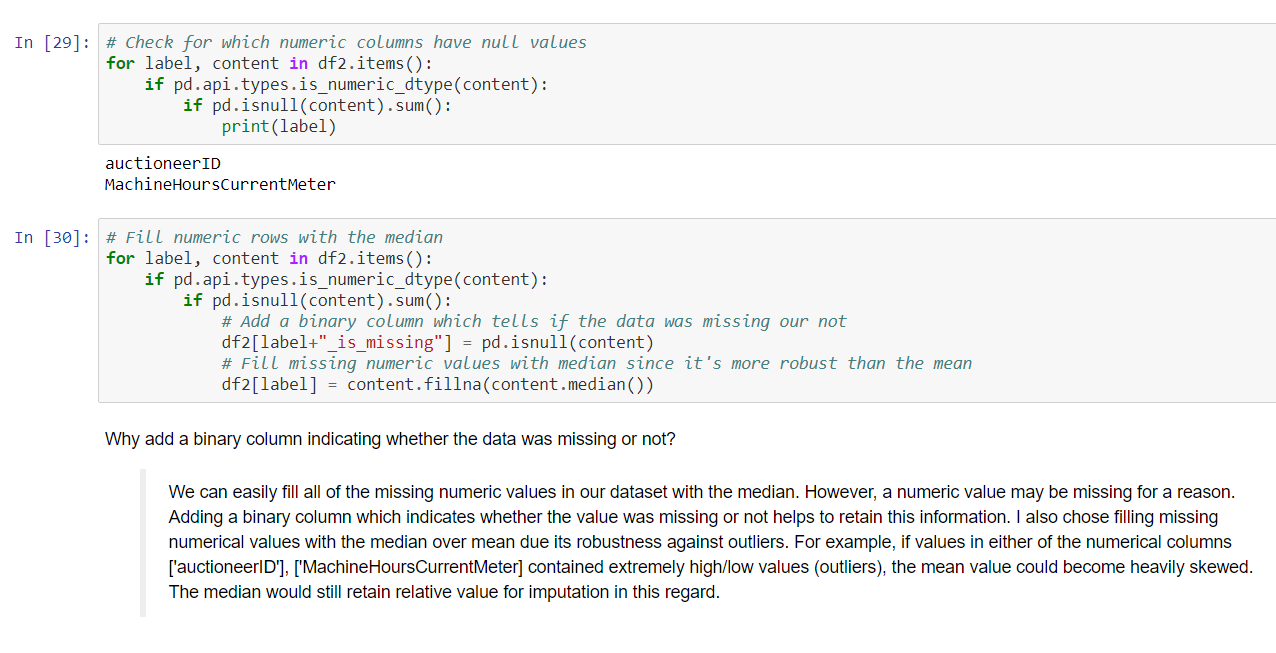 In [29]: # Check for which numeric columns have null values
for label, content in df2.items():
    if pd.api.types.is_numeric_dtype(content):
        if pd.isnull(content).sum():
            print(label)
auctioneerID
MachineHoursCurrentMeter
In [30]: # Fill numeric rows with the median
for label, content in df2.items():
    if pd.api.types.is_numeric_dtype(content):
        if pd.isnull(content).sum():
            # Add a binary column which tells if the data was missing our not
            df2[label+"_is_missing"] = pd.isnull(content)
            # Fill missing numeric values with median since it's more robust than the mean
            df2[label] = content.fillna(content.median())
Why add a binary column indicating whether the data was missing or not?
We can easily fill all of the missing numeric values in our dataset with the median. However, a numeric value may be missing for a reason.
Adding a binary column which indicates whether the value was missing or not helps to retain this information. I also chose filling missing
numerical values with the median over mean due its robustness against outliers. For example, if values in either of the numerical columns
['auctioneerID'], ['MachineHoursCurrentMeter] contained extremely high/low values (outliers), the mean value could become heavily skewed.
The median would still retain relative value for imputation in this regard.